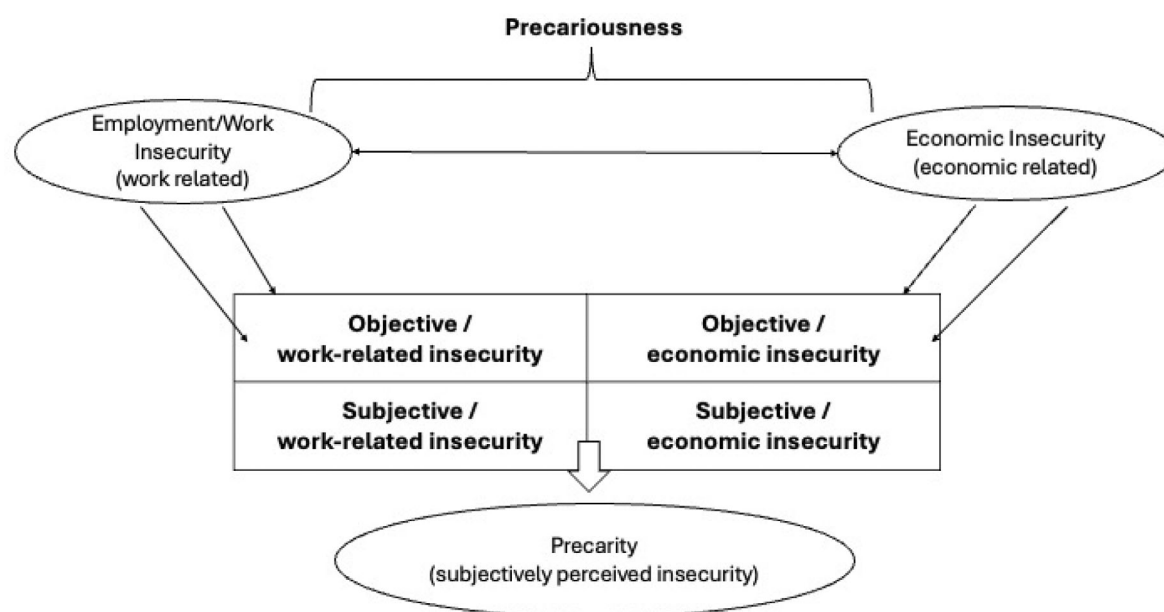 Precariousness
Employment/Work
Insecurity
(work related)
Economic Insecurity
(economic related)
Objective /
work-related insecurity
Objective /
economic insecurity
Subjective /
work-related insecurity
Subjective /
economic insecurity
Precarity
(subjectively perceived insecurity)